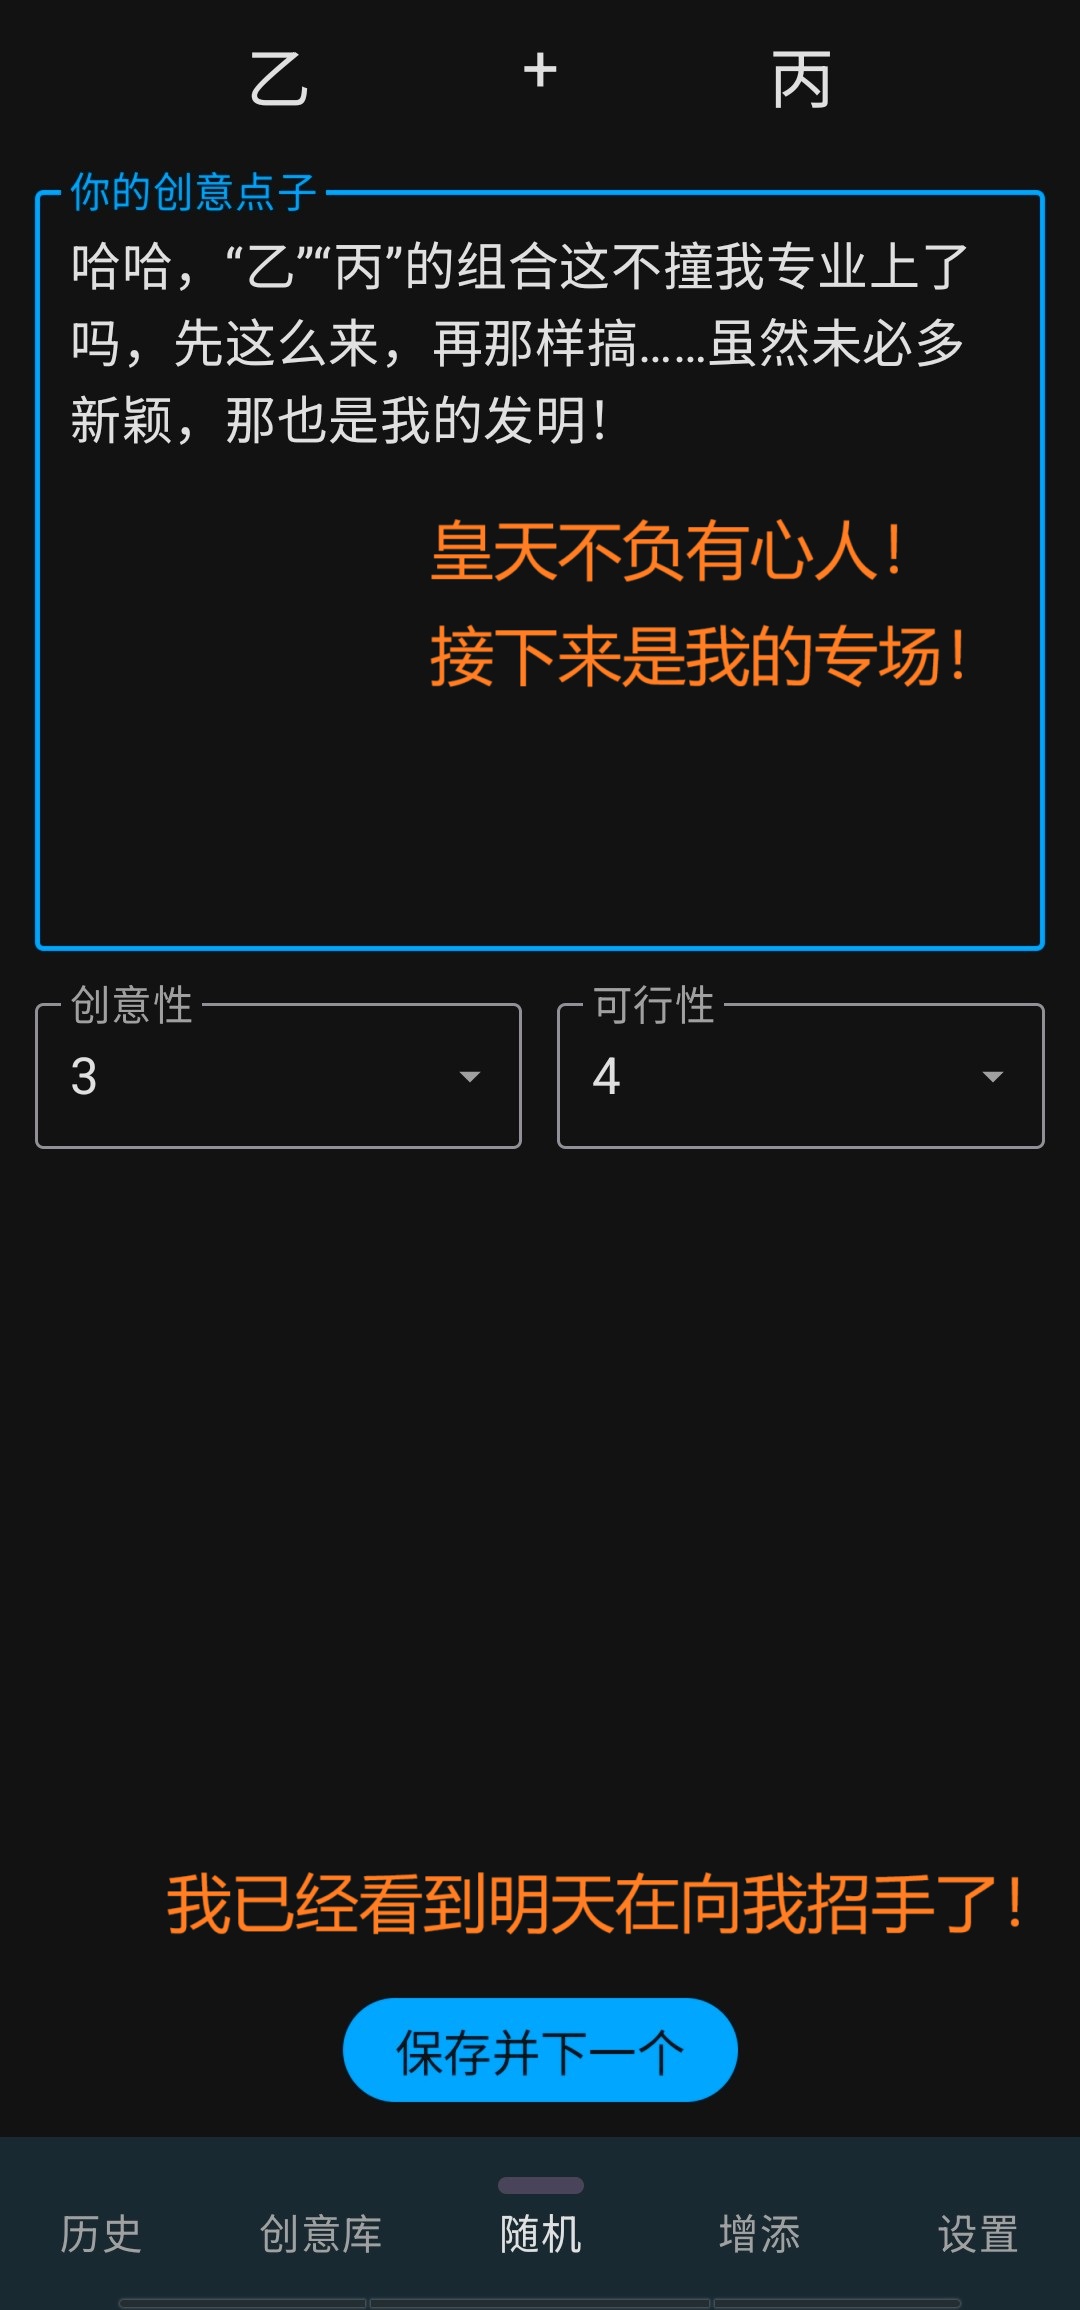 乙 + 丙
你的创意点子
哈哈，“乙”“丙”的组合这不撞我专业上了
吗，先这么来，再那样搞……虽然未必多
新颖，那也是我的发明！
皇天不负有心人！
接下来是我的专场！
创意性 可行性
3 4
我已经看到明天在向我招手了！
保存并下一个
历史 创意库 随机 增添 设置